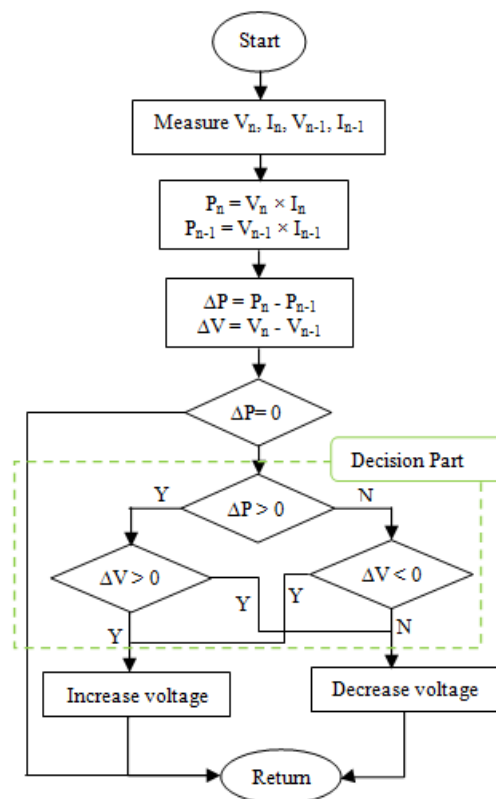 Start
Measure Vₙ, Iₙ, Vₙ₋₁, Iₙ₋₁
Pₙ = Vₙ × Iₙ
Pₙ₋₁ = Vₙ₋₁ × Iₙ₋₁
ΔP = Pₙ - Pₙ₋₁
ΔV = Vₙ - Vₙ₋₁
ΔP= 0
Decision Part
Y
ΔP > 0
N
ΔV > 0
Y
Y
ΔV < 0
Y
N
Increase voltage
Decrease voltage
Return